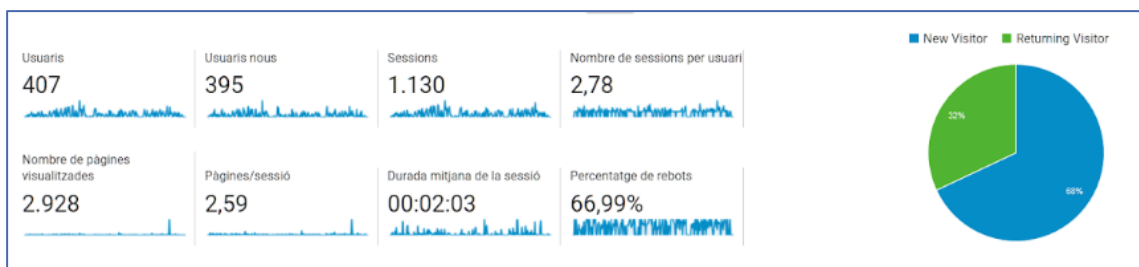 Usuaris
407
Usuaris nous
395
Sessions
1.130
Nombre de sessions per usuari
2,78
Nombre de pàgines
visualitzades
2.928
Pàgines/sessió
2,59
Durada mitjana de la sessió
00:02:03
Percentatge de rebots
66,99%
New Visitor
Returning Visitor
32%
68%